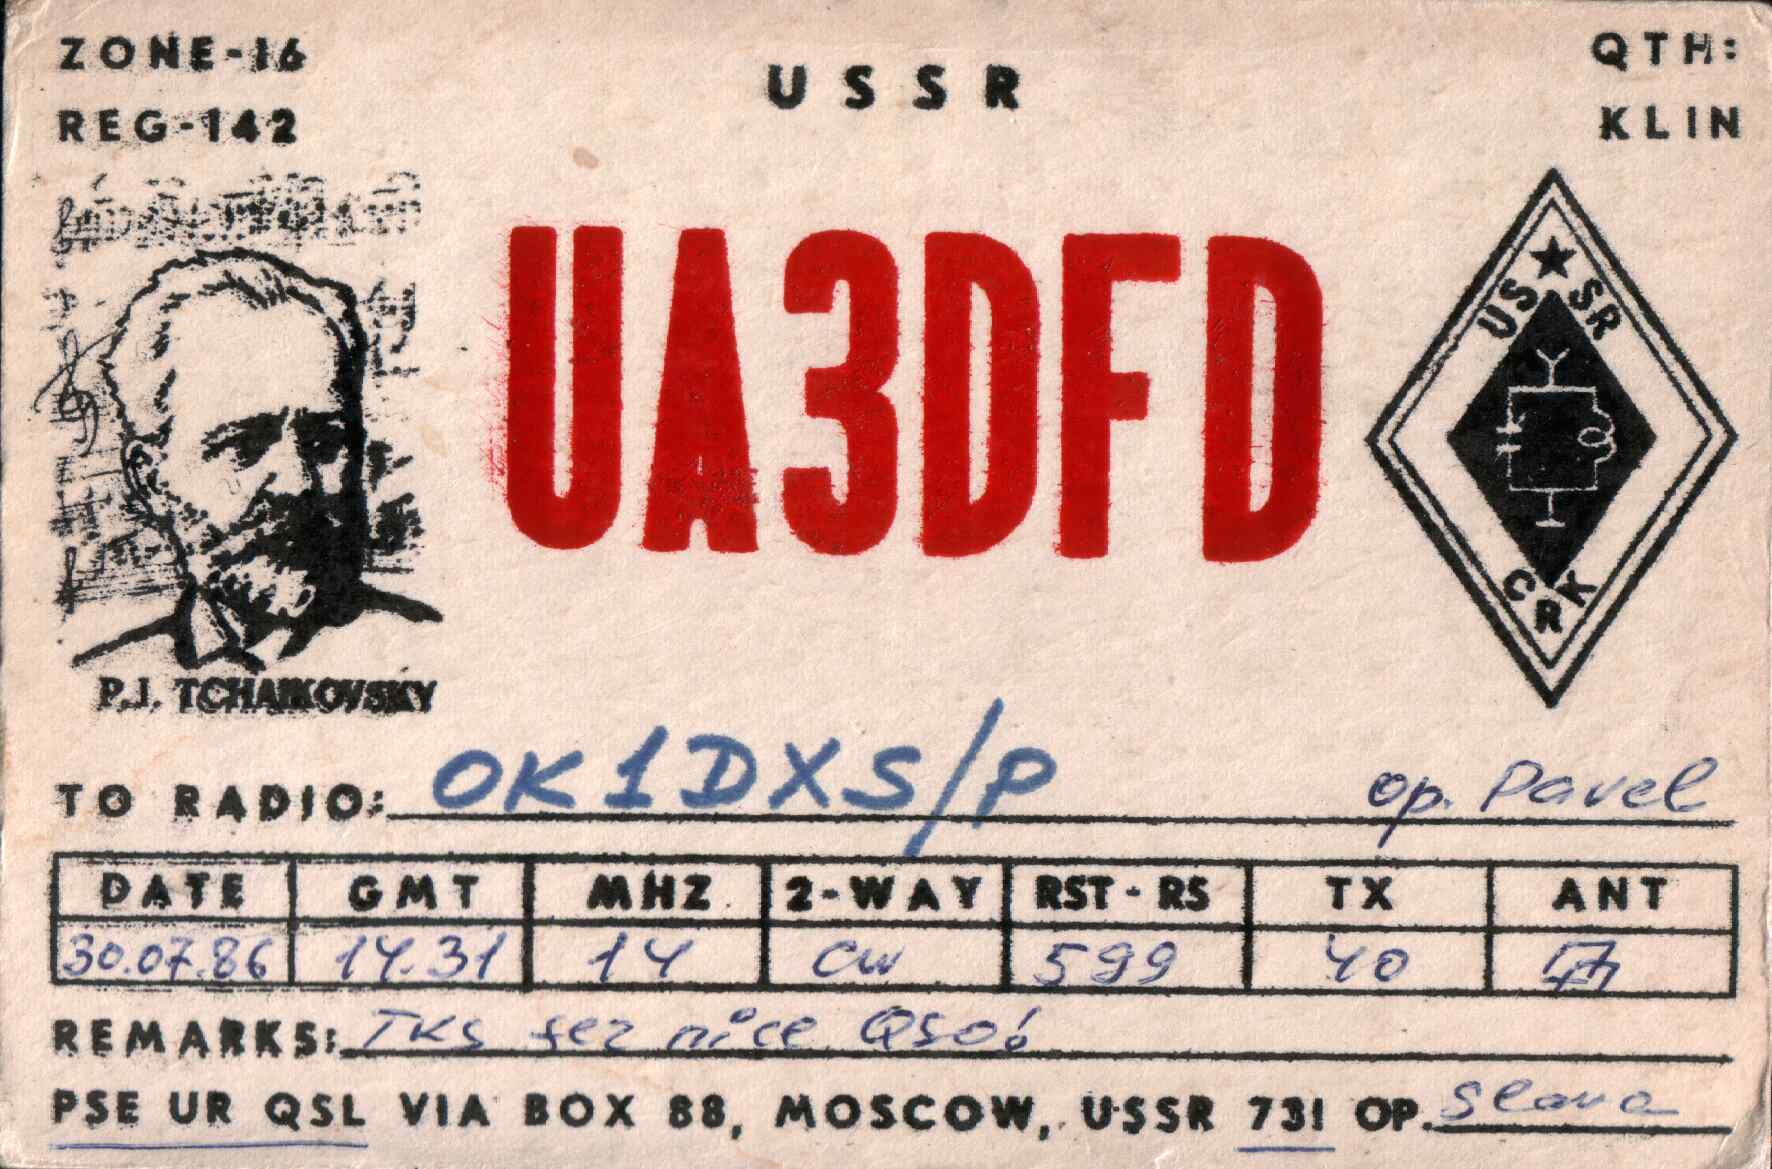 ZONE-16
REG-142
USSR
QTH:
KLIN
UA3DFD
USSR
CRK
P.I. TCHAIKOVSKY
TO RADIO: OK1DXS/P op. Pavel
DATE GMT MHZ 2-WAY RST-RS TX ANT
30.07.86 14.31 14 CW 599 40
REMARKS: TKS fer nice QSO!
PSE UR QSL VIA BOX 88, MOSCOW, USSR 73! OP. Slava